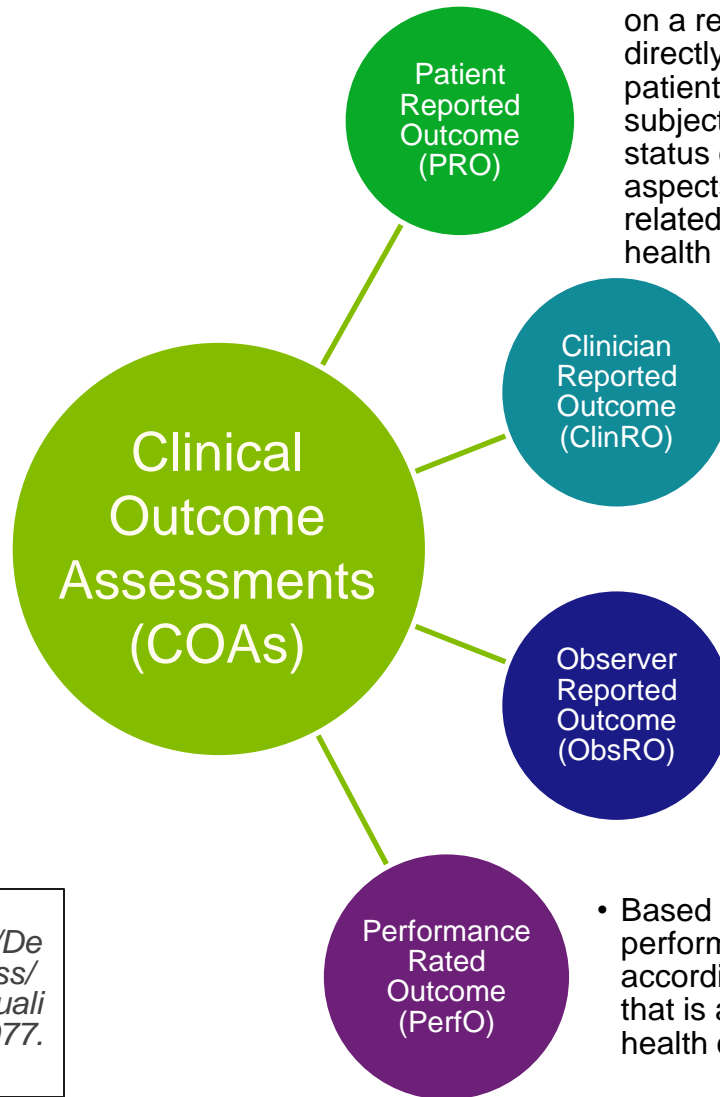 Patient
Reported
Outcome
(PRO)
on a re
directly
patient
subject
status
aspects
related
health
Clinician
Reported
Outcome
(ClinRO)
Clinical
Outcome
Assessments
(COAs)
Observer
Reported
Outcome
(ObsRO)
Performance
Rated
Outcome
(PerfO)
• Based
perform
accordi
that is a
health
/De
ss/
uali
77.